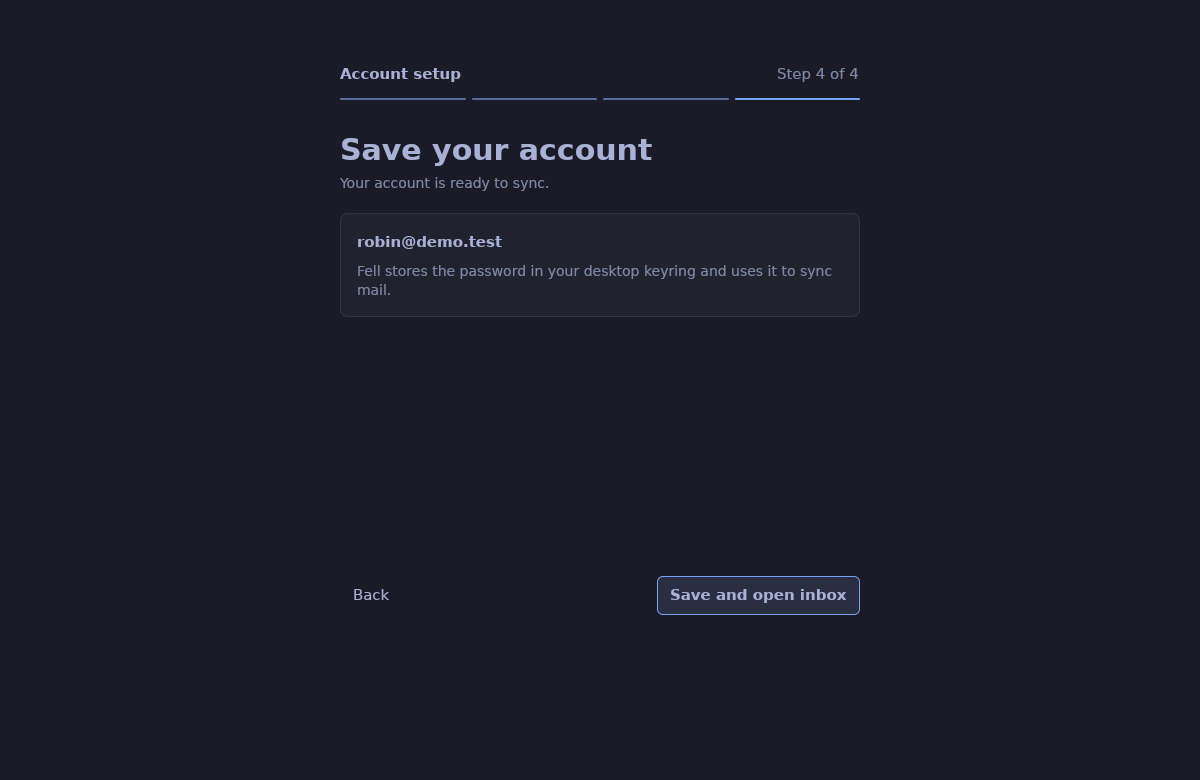 Account setup
Step 4 of 4
Save your account
Your account is ready to sync.
robin@demo.test
Fell stores the password in your desktop keyring and uses it to sync
mail.
Back
Save and open inbox